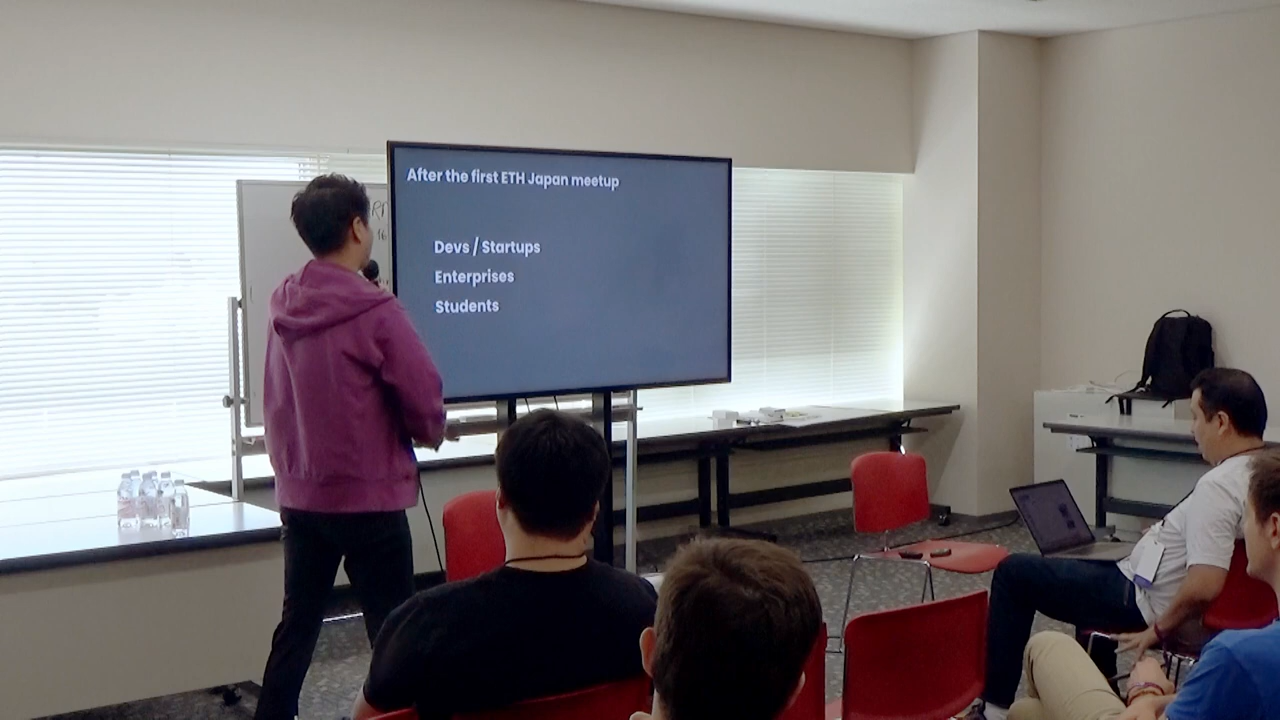 After the first ETH Japan meetup
Devs / Startups
Enterprises
Students